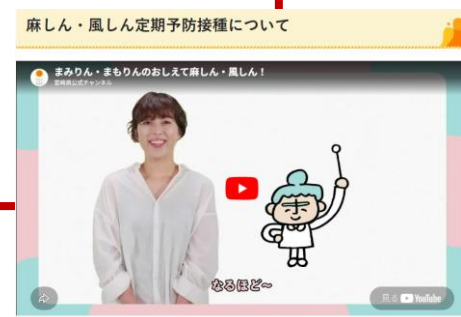 麻しん・風しん定期予防接種について
まみりん・まもりんのおしえて麻しん・風しん！
宮崎県公式チャンネル
なるほど～
見る YouTube